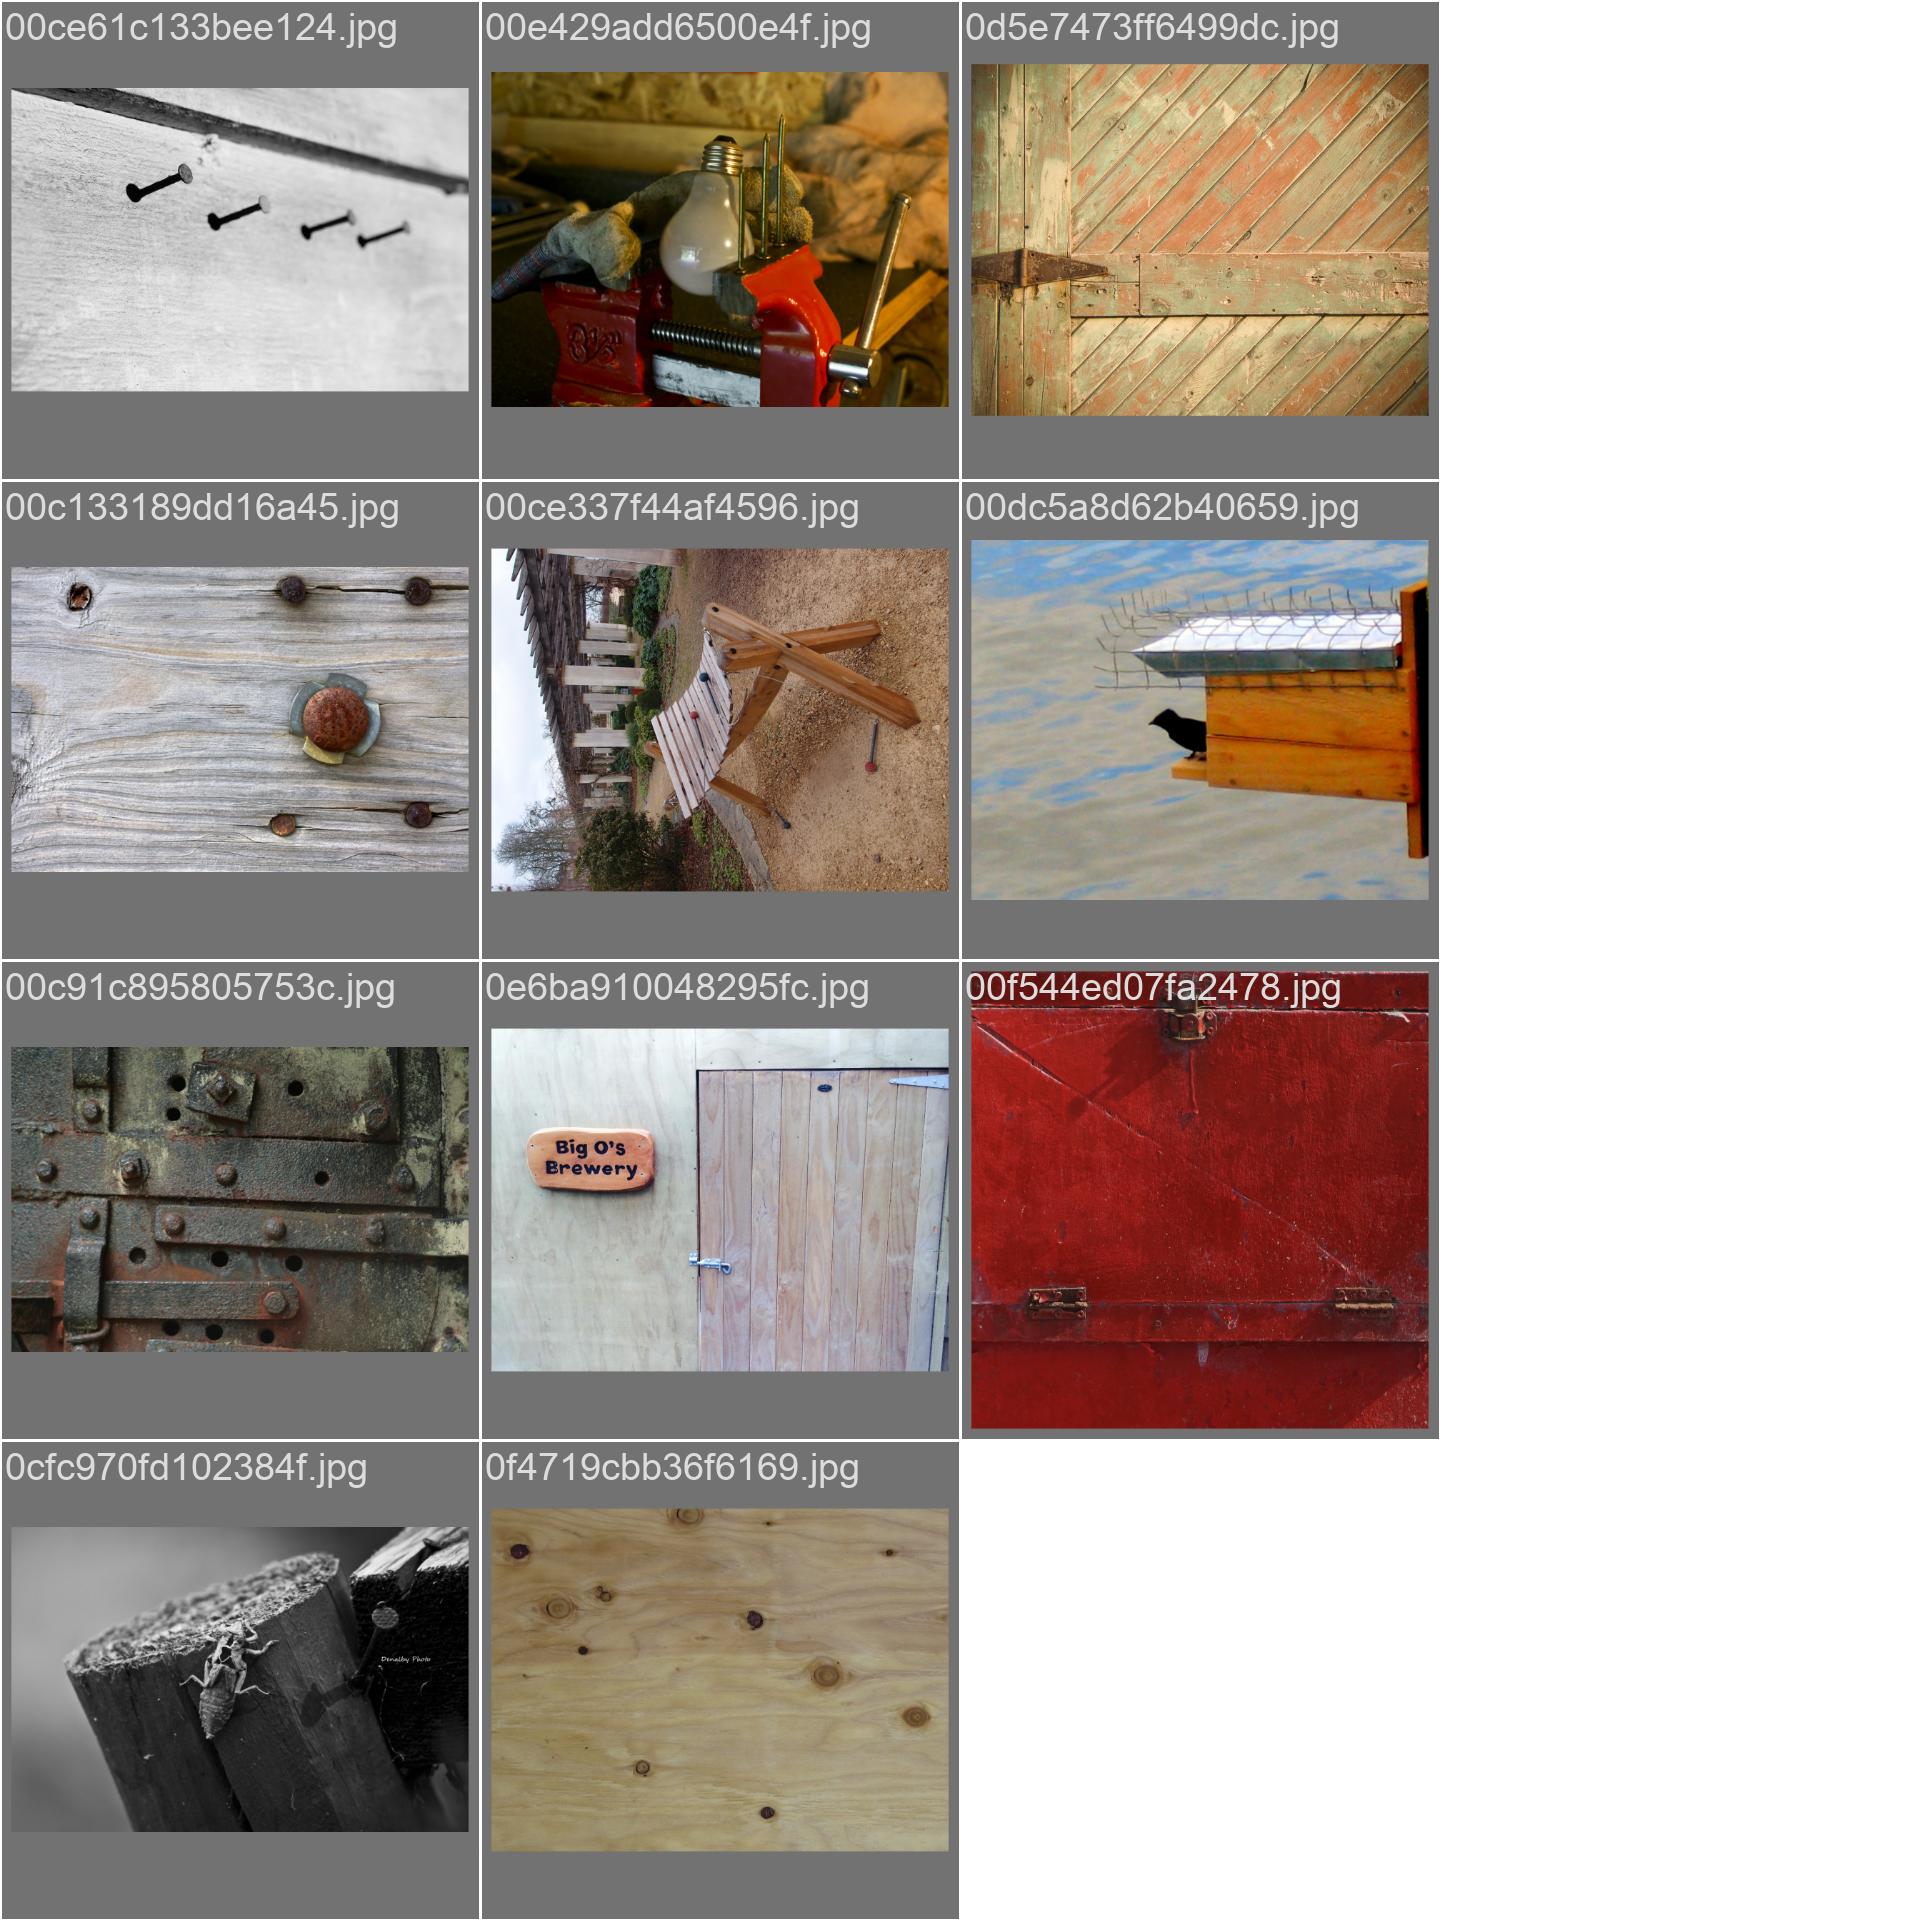 00ce61c133bee124.jpg
00e429add6500e4f.jpg
0d5e7473ff6499dc.jpg
00c133189dd16a45.jpg
00ce337f44af4596.jpg
00dc5a8d62b40659.jpg
00c91c895805753c.jpg
0e6ba910048295fc.jpg
00f544ed07fa2478.jpg
Big O's
Brewery
0cfc970fd102384f.jpg
0f4719cbb36f6169.jpg
Denalby Photo